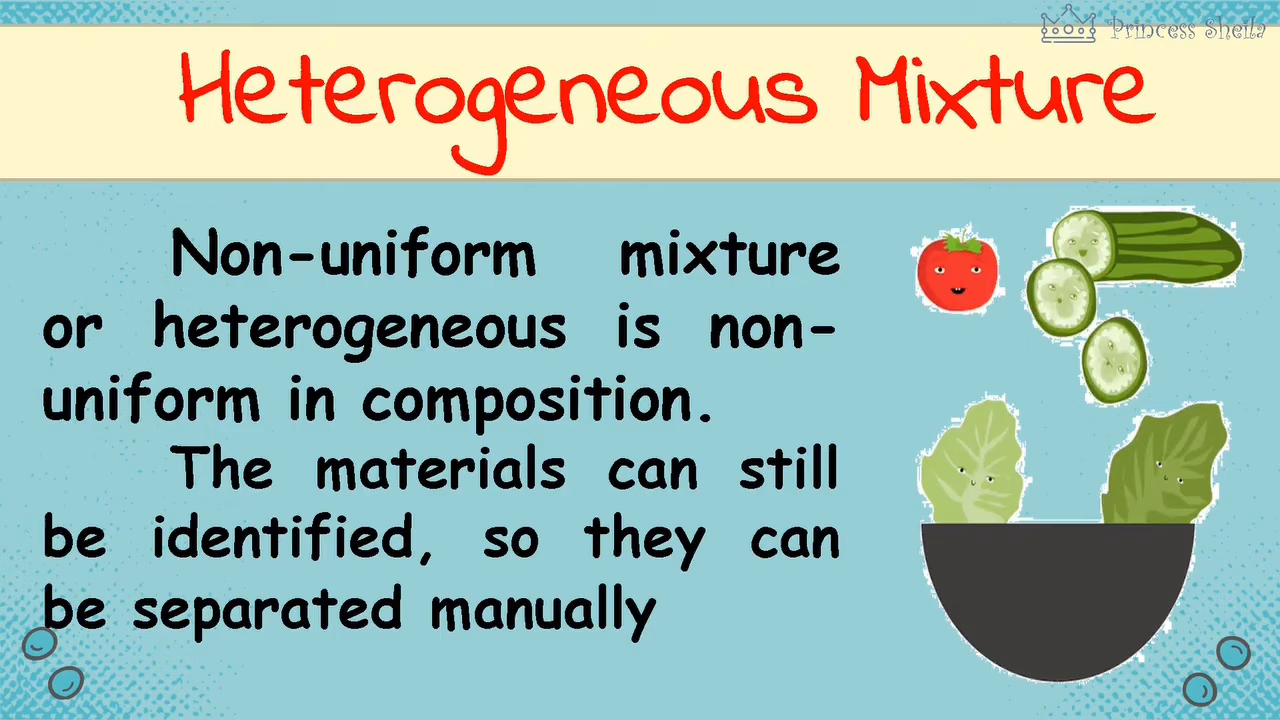 Princess Sheila
Heterogeneous Mixture
Non-uniform mixture
or heterogeneous is non-
uniform in composition.
The materials can still
be identified, so they can
be separated manually